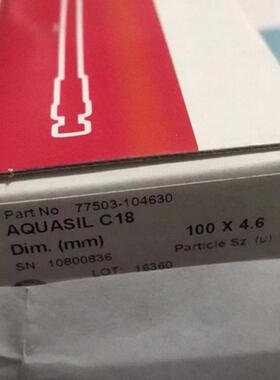 Part No 77503-104630
AQUASIL C18
Dim. (mm) 100 X 4.6
SN: 10800836 Particle Sz. (µ)
LOT: 16360